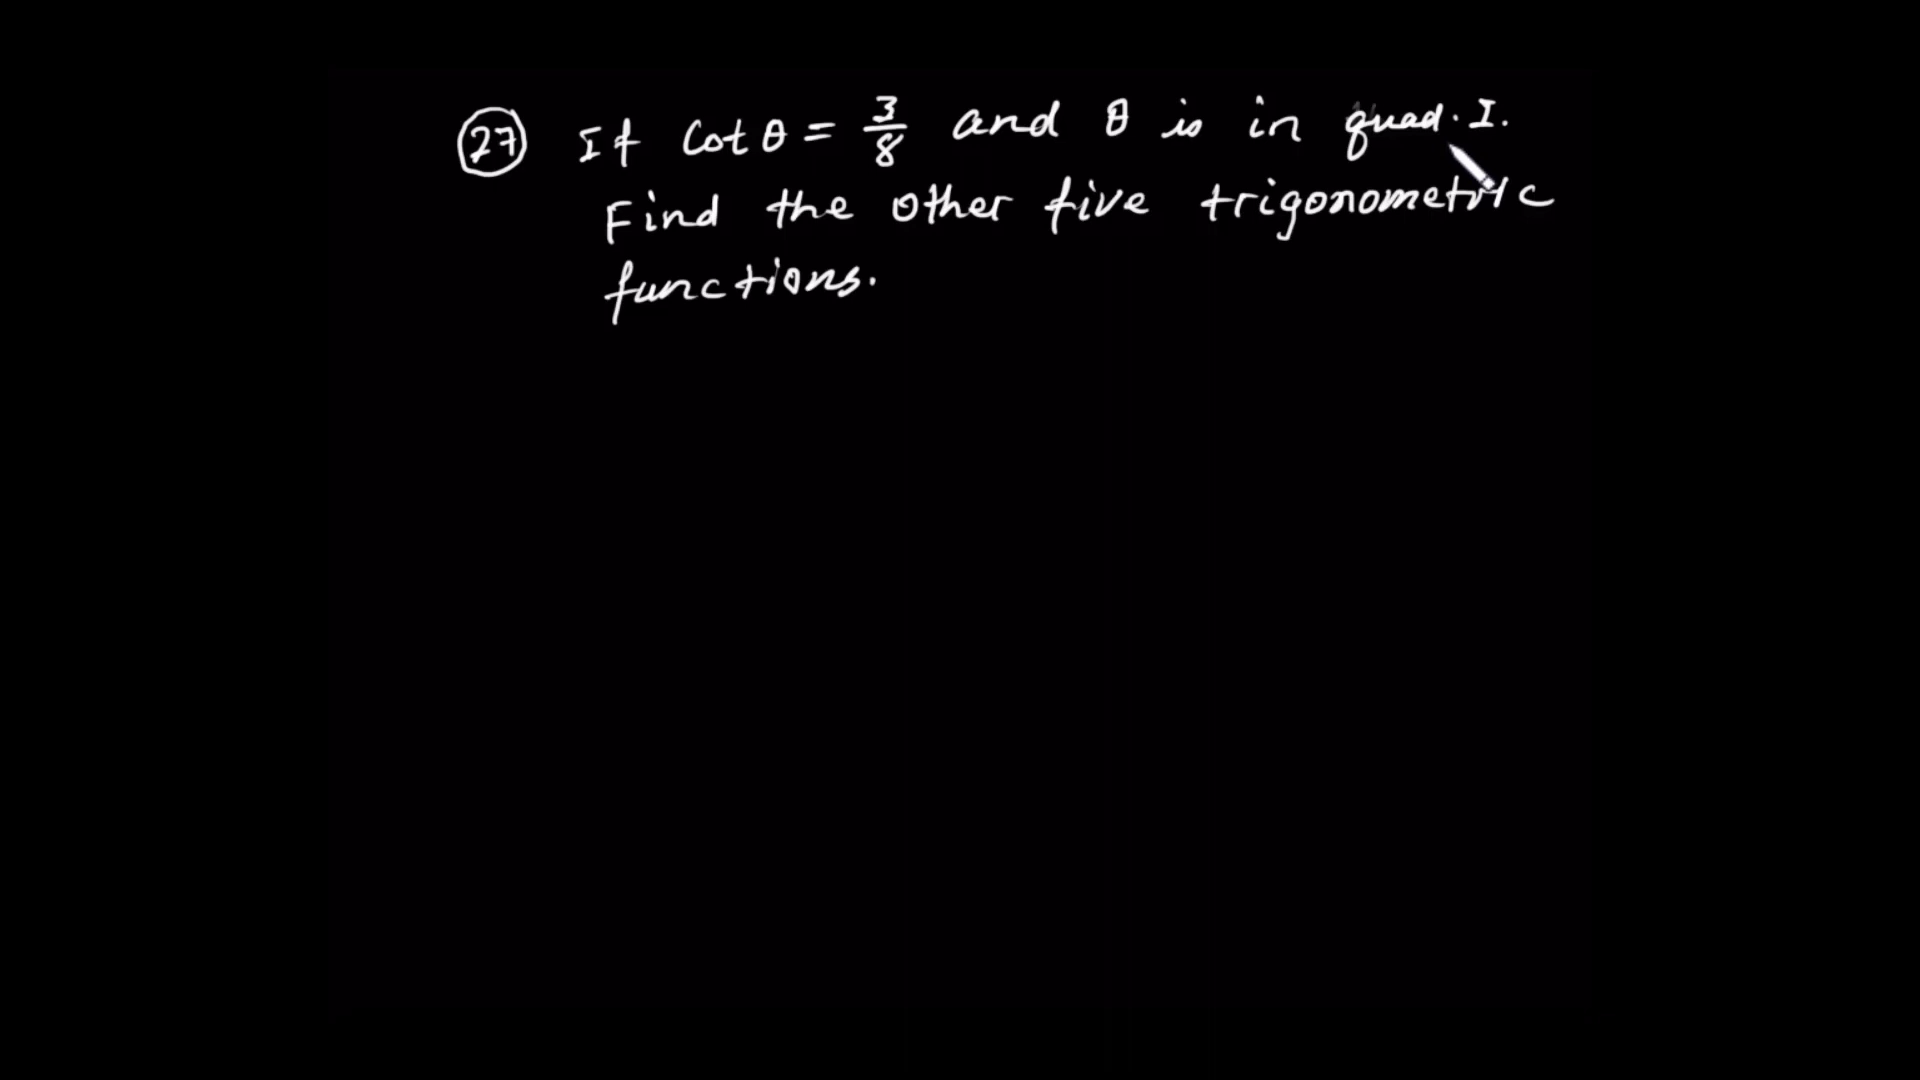 27 If Cot θ = 3/8 and θ is in quad. I.
Find the other five trigonometric
functions.